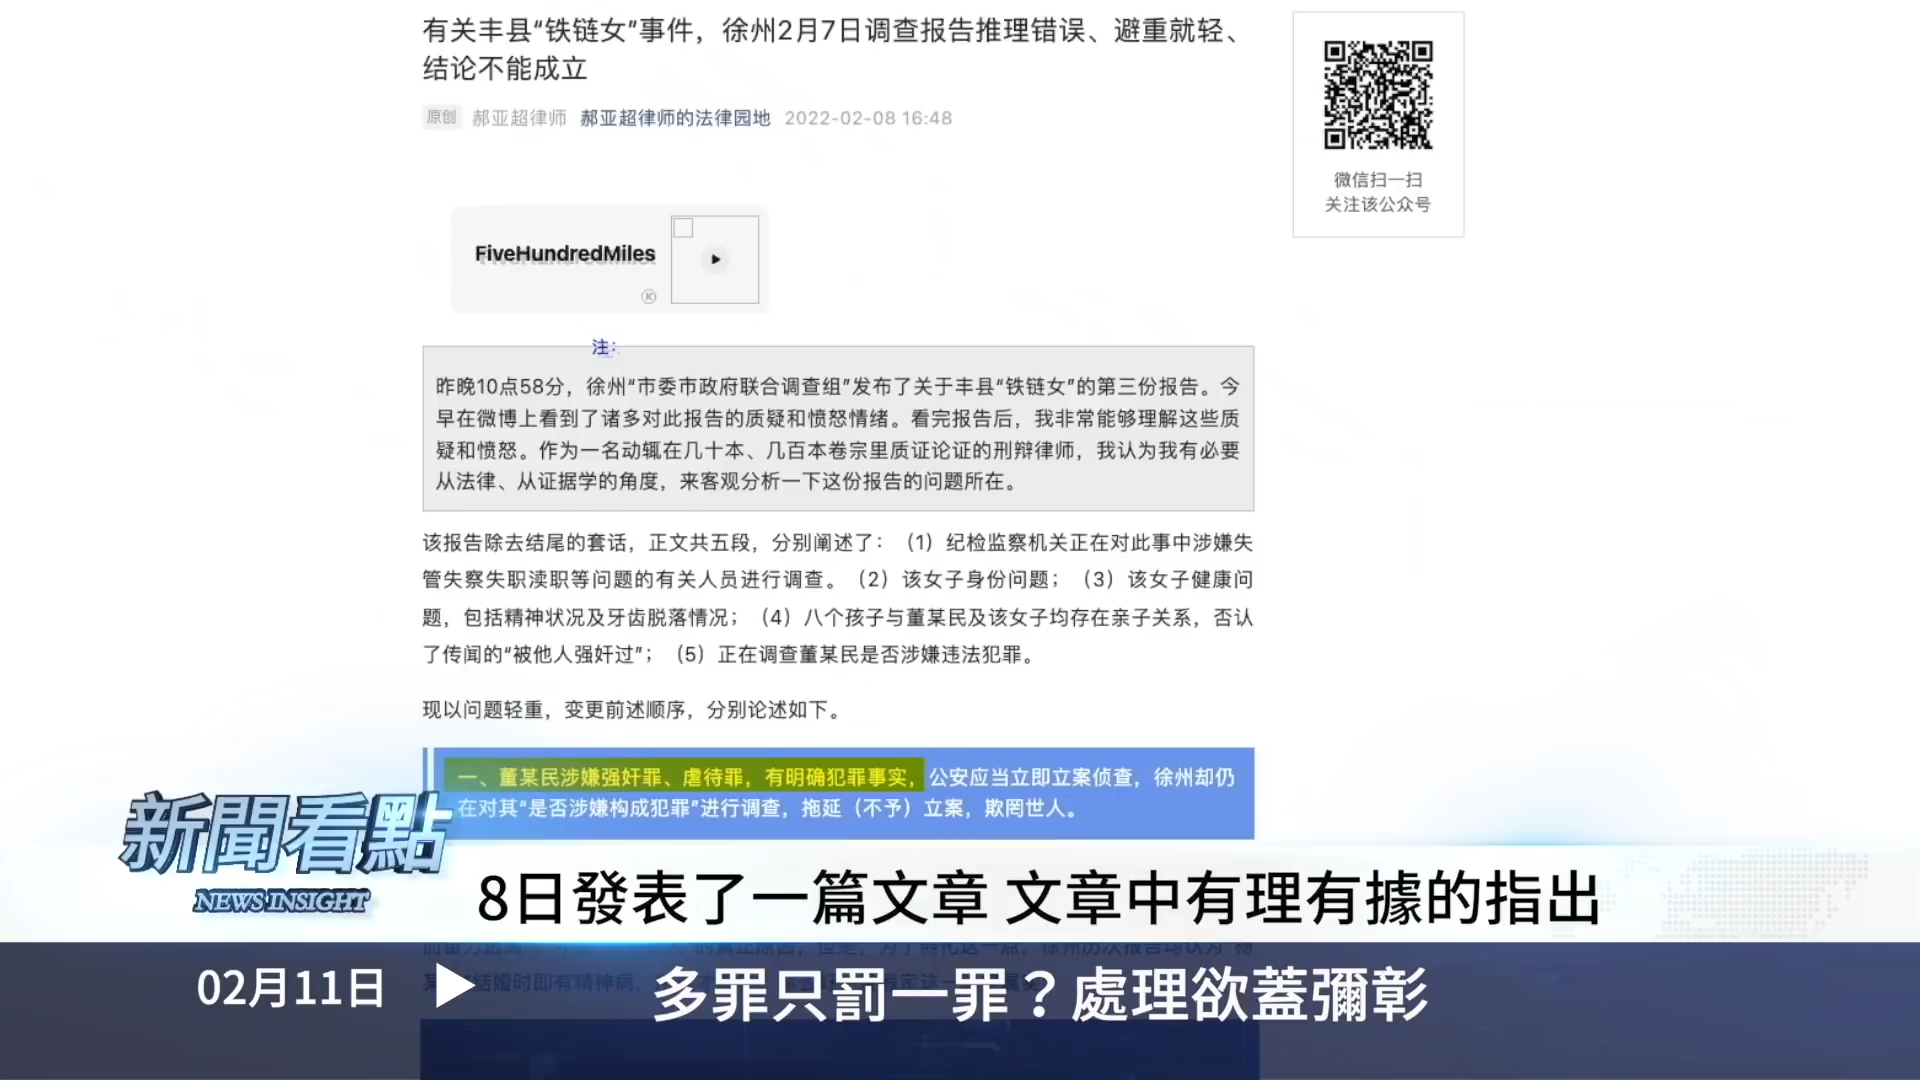 有关丰县“铁链女”事件，徐州2月7日调查报告推理错误、避重就轻、
结论不能成立
原创 郝亚超律师 郝亚超律师的法律园地 2022-02-08 16:48
微信扫一扫
关注该公众号
FiveHundredMiles
注：
昨晚10点58分，徐州“市委市政府联合调查组”发布了关于丰县“铁链女”的第三份报告。今
早在微博上看到了诸多对此报告的质疑和愤怒情绪。看完报告后，我非常能够理解这些质
疑和愤怒。作为一名动辄在几十本、几百本卷宗里质证论证的刑辩律师，我认为我有必要
从法律、从证据学的角度，来客观分析一下这份报告的问题所在。
该报告除去结尾的套话，正文共五段，分别阐述了：（1）纪检监察机关正在对此事中涉嫌失
管失察失职渎职等问题的有关人员进行调查。（2）该女子身份问题；（3）该女子健康问
题，包括精神状况及牙齿脱落情况；（4）八个孩子与董某民及该女子均存在亲子关系，否认
了传闻的“被他人强奸过”；（5）正在调查董某民是否涉嫌违法犯罪。
现以问题轻重，变更前述顺序，分别论述如下。
一、董某民涉嫌强奸罪、虐待罪，有明确犯罪事实，公安应当立即立案侦查，徐州却仍
在对其“是否涉嫌构成犯罪”进行调查，拖延（不予）立案，欺罔世人。
新聞看點
NEWS INSIGHT
8日發表了一篇文章 文章中有理有據的指出
02月11日
多罪只罰一罪？處理欲蓋彌彰